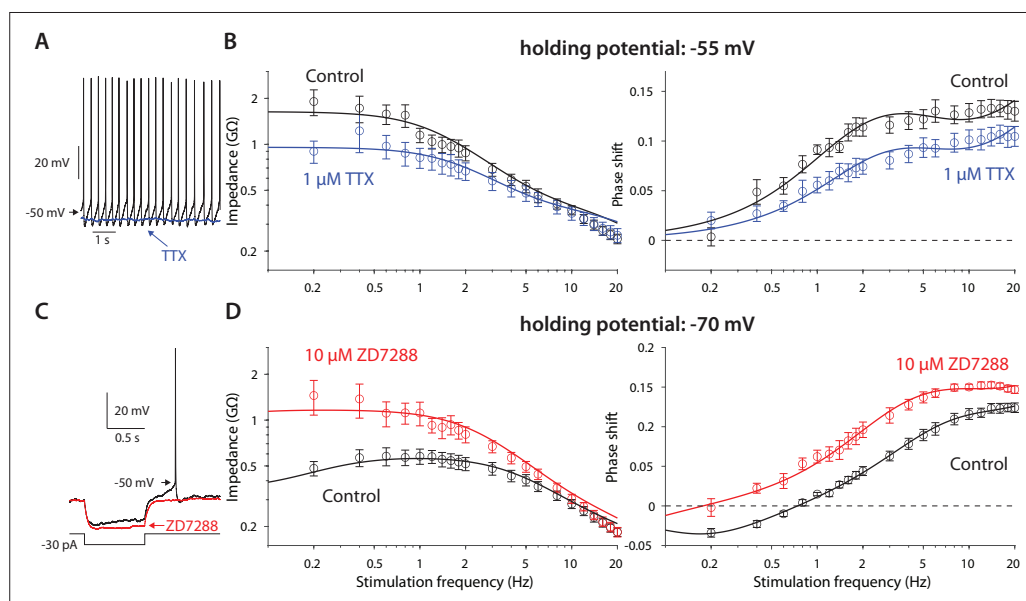 A
20 mV
-50 mV
1 s
TTX
B
holding potential: -55 mV
Control
1 µM TTX
Impedance (GΩ)
2
1
0.5
0.2
0.2 0.5 1 2 5 10 20
Control
1 µM TTX
Phase shift
0.15
0.10
0.05
0
0.2 0.5 1 2 5 10 20
C
20 mV
0.5 s
-50 mV
ZD7288
-30 pA
D
holding potential: -70 mV
10 µM ZD7288
Control
Impedance (GΩ)
2
1
0.5
0.2
0.2 0.5 1 2 5 10 20
Stimulation frequency (Hz)
10 µM ZD7288
Control
Phase shift
0.2
0.15
0.2
0.05
0
-0.05
0.2 0.5 1 2 5 10 20
Stimulation frequency (Hz)